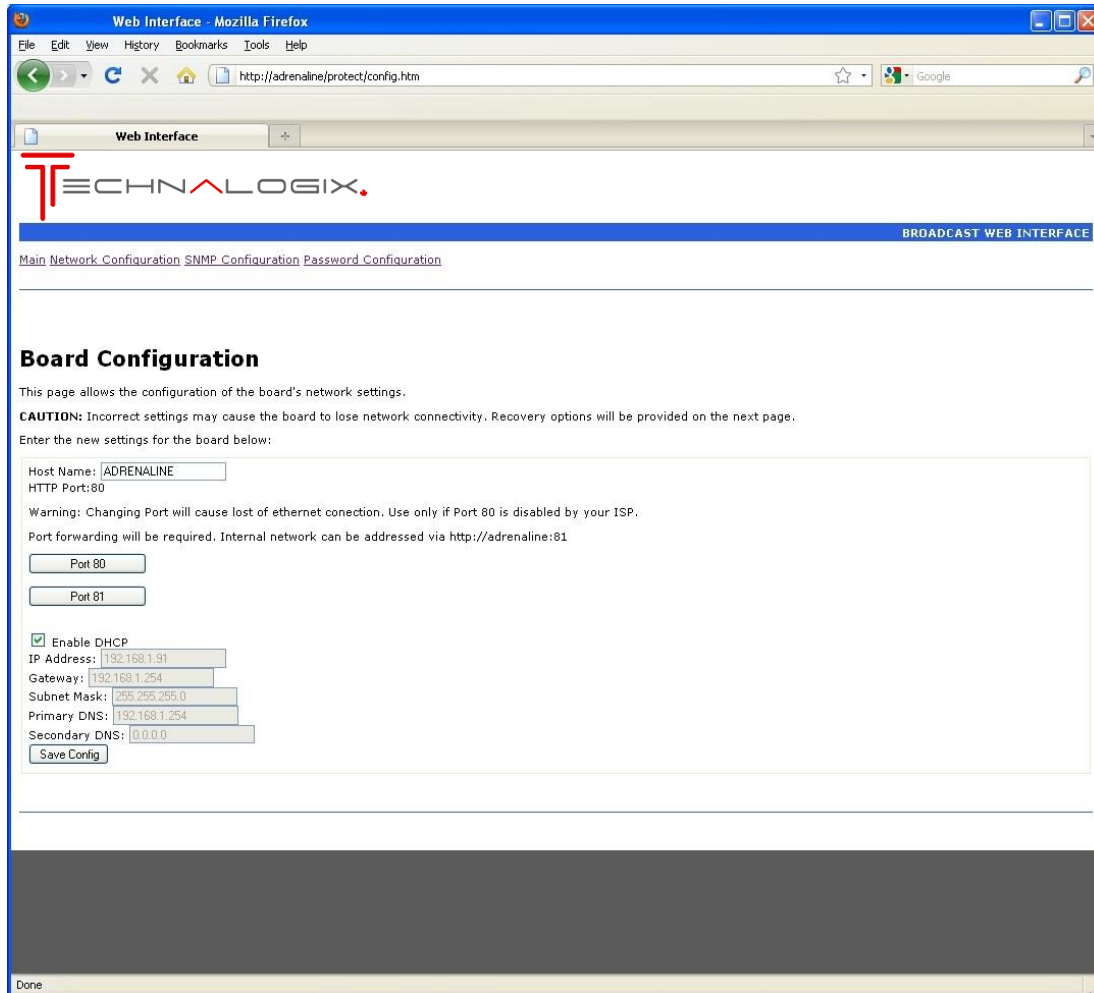 Web Interface - Mozilla Firefox
File Edit View History Bookmarks Tools Help
http://adrenaline/protect/config.htm
Google
Web Interface
TECHNALOGIX.
BROADCAST WEB INTERFACE
Main Network Configuration SNMP Configuration Password Configuration
Board Configuration
This page allows the configuration of the board's network settings.
CAUTION: Incorrect settings may cause the board to lose network connectivity. Recovery options will be provided on the next page.
Enter the new settings for the board below:
Host Name: ADRENALINE
HTTP Port:80
Warning: Changing Port will cause lost of ethernet conection. Use only if Port 80 is disabled by your ISP.
Port forwarding will be required. Internal network can be addressed via http://adrenaline:81
Port 80
Port 81
Enable DHCP
IP Address: 192.168.1.91
Gateway: 192.168.1.254
Subnet Mask: 255.255.255.0
Primary DNS: 192.168.1.254
Secondary DNS: 0.0.0.0
Save Config
Done